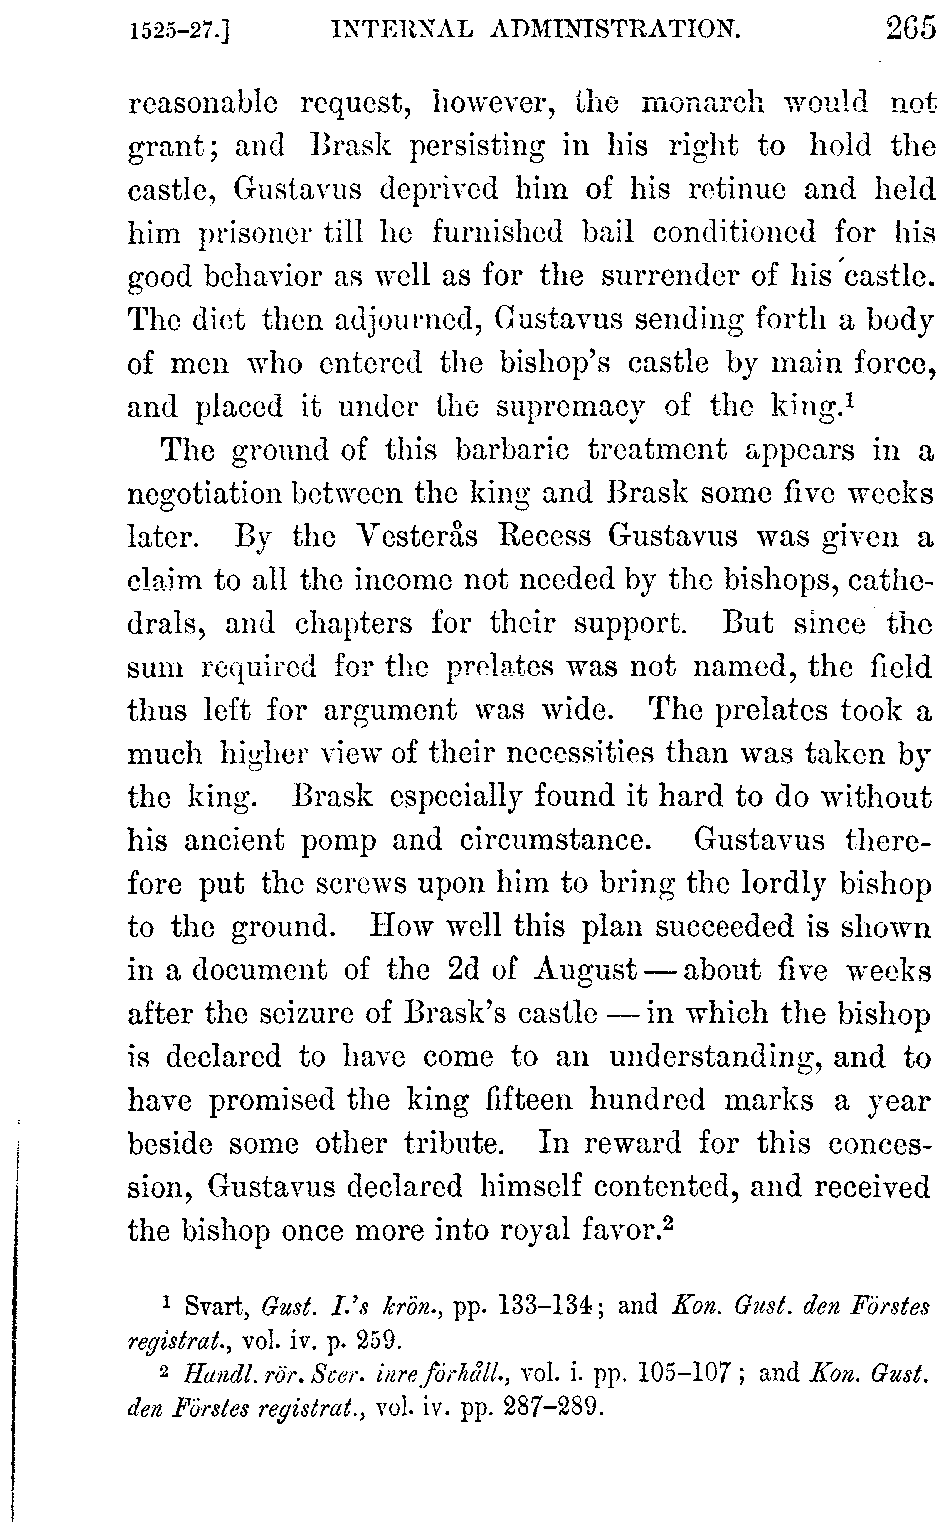 1525–27.] INTERNAL ADMINISTRATION. 265
reasonable request, however, the monarch would not
grant; and Brask persisting in his right to hold the
castle, Gustavus deprived him of his retinue and held
him prisoner till he furnished bail conditioned for his
good behavior as well as for the surrender of his castle.
The diet then adjourned, Gustavus sending forth a body
of men who entered the bishop's castle by main force,
and placed it under the supremacy of the king.¹
The ground of this barbaric treatment appears in a
negotiation between the king and Brask some five weeks
later. By the Vesterås Recess Gustavus was given a
claim to all the income not needed by the bishops, cathe-
drals, and chapters for their support. But since the
sum required for the prelates was not named, the field
thus left for argument was wide. The prelates took a
much higher view of their necessities than was taken by
the king. Brask especially found it hard to do without
his ancient pomp and circumstance. Gustavus there-
fore put the screws upon him to bring the lordly bishop
to the ground. How well this plan succeeded is shown
in a document of the 2d of August — about five weeks
after the seizure of Brask's castle — in which the bishop
is declared to have come to an understanding, and to
have promised the king fifteen hundred marks a year
beside some other tribute. In reward for this conces-
sion, Gustavus declared himself contented, and received
the bishop once more into royal favor.²
¹ Svart, Gust. I.'s krön., pp. 133–134; and Kon. Gust. den Förstes
registrat., vol. iv. p. 259.
² Handl. rör. Sver. inre förhåll., vol. i. pp. 105–107; and Kon. Gust.
den Förstes registrat., vol. iv. pp. 287–289.